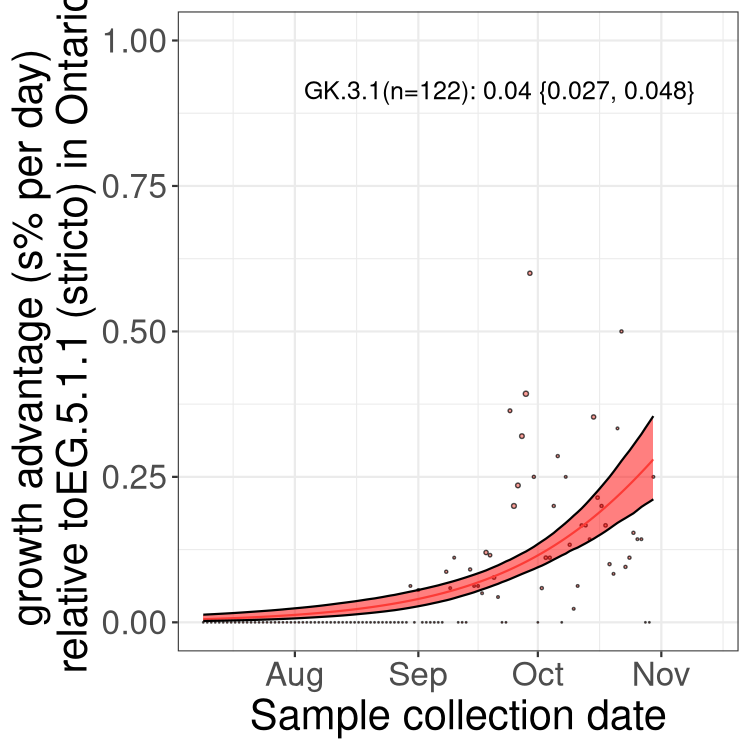 growth advantage (s% per day)
relative toEG.5.1.1 (stricto) in Ontario
1.00
0.75
0.50
0.25
0.00
GK.3.1(n=122): 0.04 {0.027, 0.048}
Aug Sep Oct Nov
Sample collection date